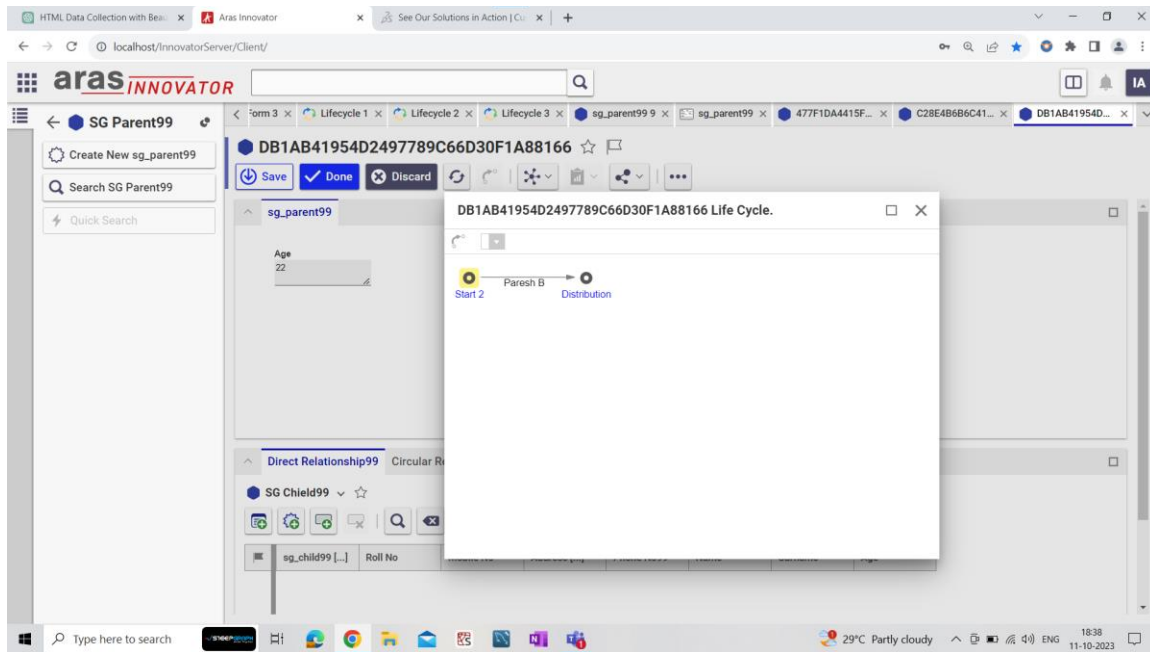 HTML Data Collection with Beau
Aras Innovator
See Our Solutions in Action | Cu
localhost/InnovatorServer/Client/
aras INNOVATOR
IA
SG Parent99
Create New sg_parent99
Search SG Parent99
Quick Search
Form 3
Lifecycle 1
Lifecycle 2
Lifecycle 3
sg_parent99 9
sg_parent99
477F1DA4415F...
C28E4B6B6C41...
DB1AB41954D...
DB1AB41954D2497789C66D30F1A88166
Save
Done
Discard
sg_parent99
Age
22
DB1AB41954D2497789C66D30F1A88166 Life Cycle.
Start 2
Paresh B
Distribution
Direct Relationship99
Circular Re
SG Chield99
sg_child99 [...]
Roll No
Type here to search
29°C Partly cloudy
ENG
18:38
11-10-2023